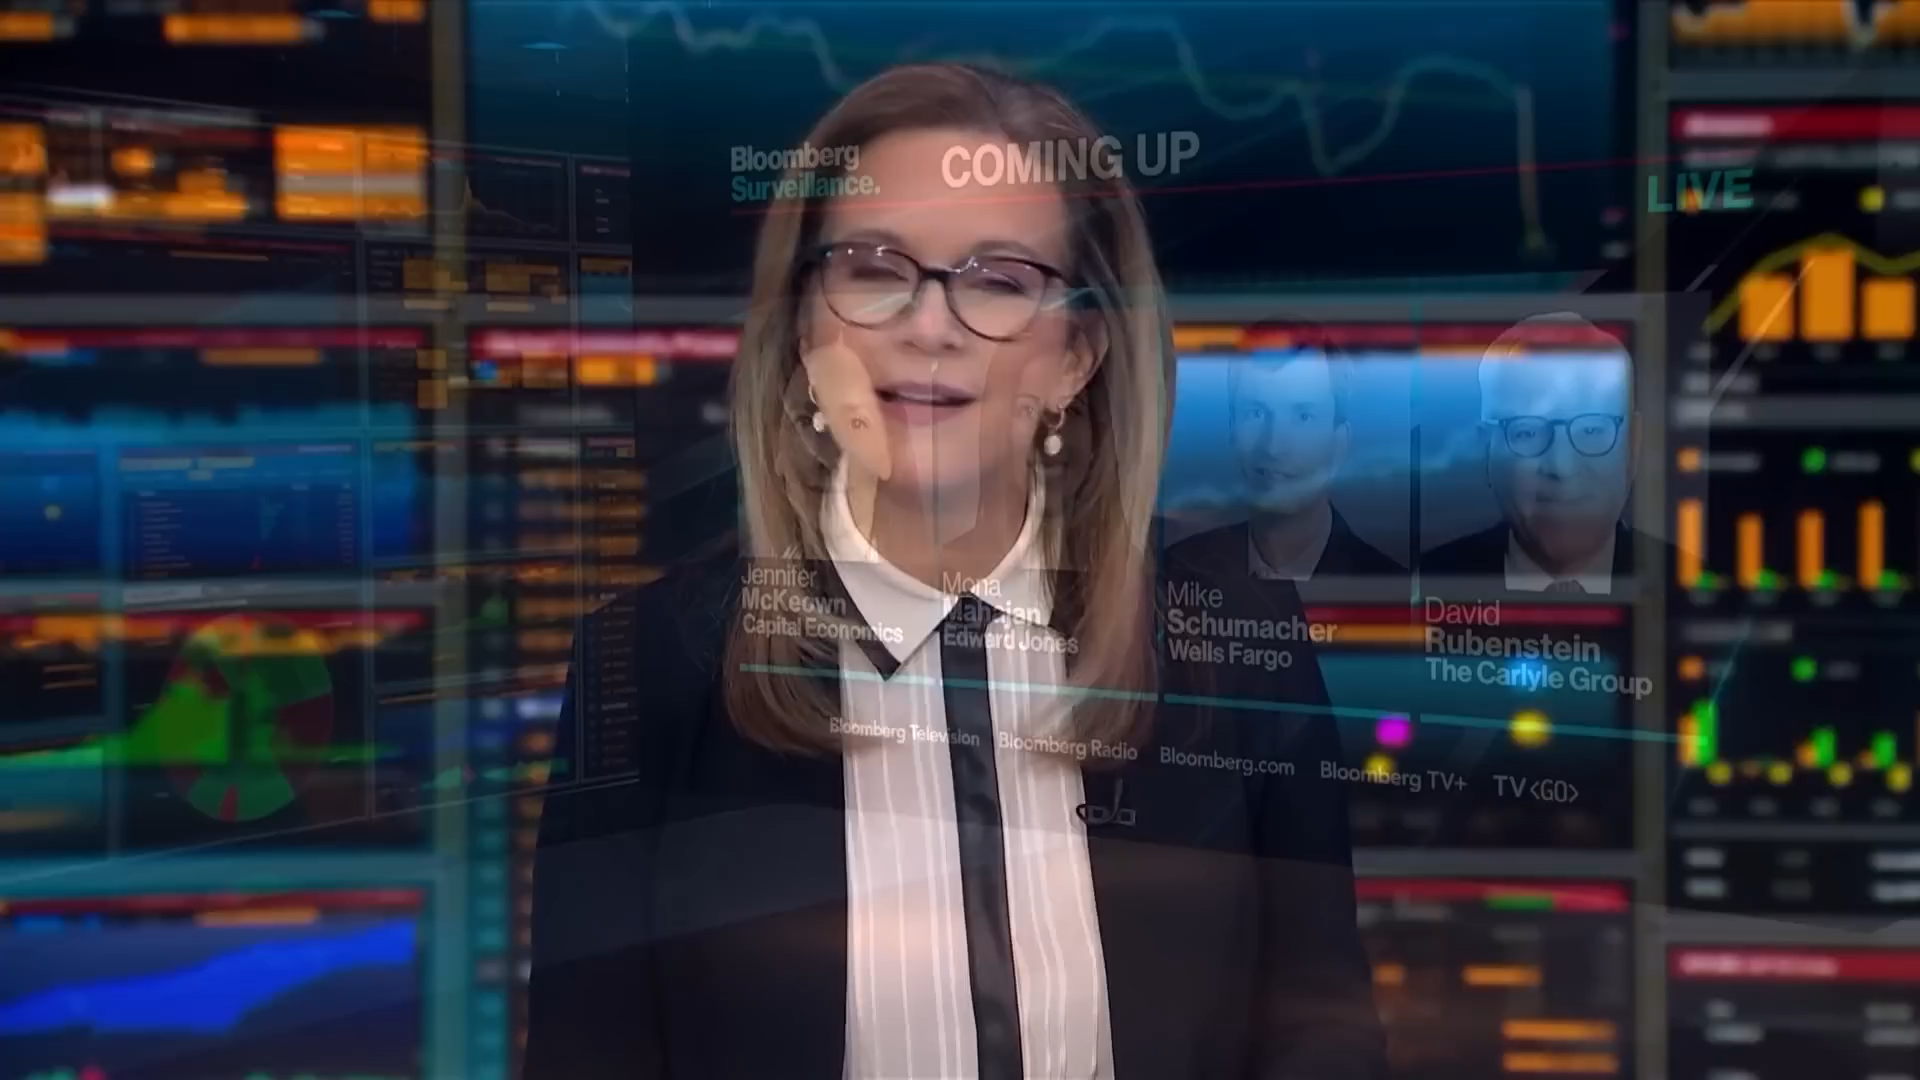 Bloomberg
Surveillance.
COMING UP
LIVE
Jennifer
McKeown
Capital Economics
Mona
Mahajan
Edward Jones
Mike
Schumacher
Wells Fargo
David
Rubenstein
The Carlyle Group
Bloomberg Television
Bloomberg Radio
Bloomberg.com
Bloomberg TV+
TV<GO>